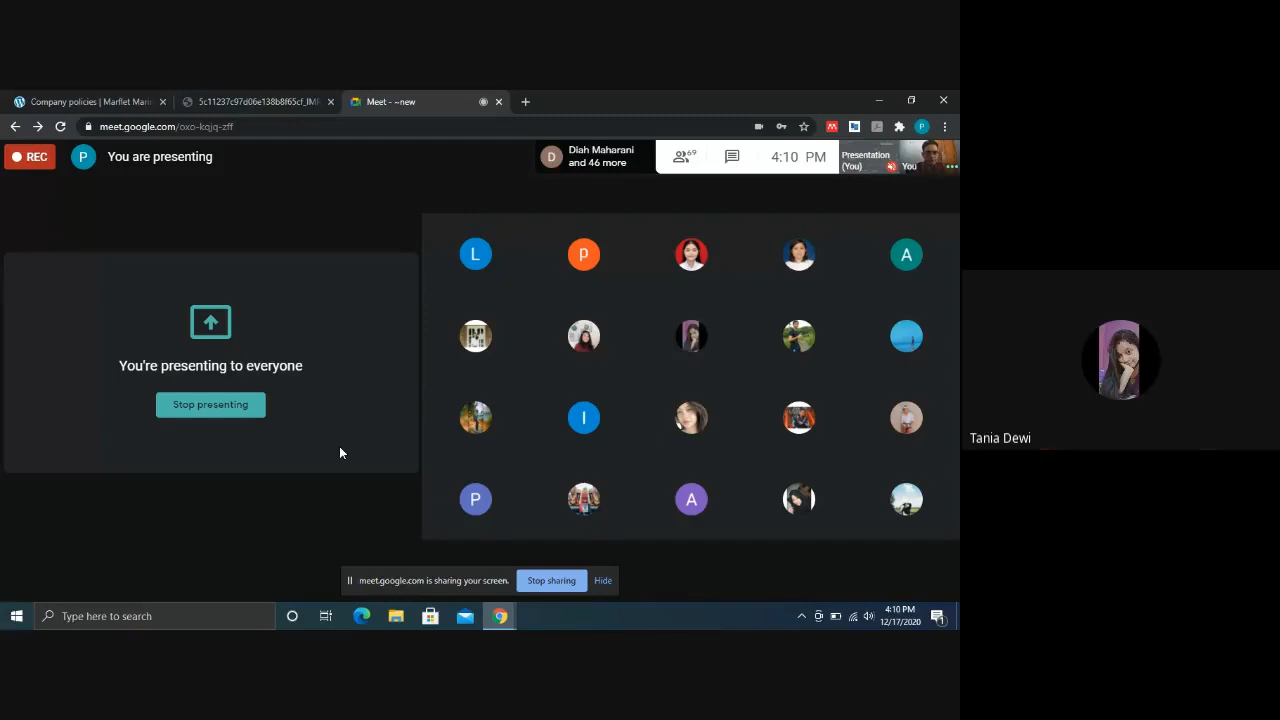 Company policies | Marflet Mari
5c11237c97d06e138b8f65cf_IMP
Meet - ~new
meet.google.com/oxo-kqjq-zff
REC
P
You are presenting
D
Diah Maharani
and 46 more
69
4:10 PM
Presentation
(You)
You
L
P
A
You're presenting to everyone
Stop presenting
I
P
A
Tania Dewi
meet.google.com is sharing your screen.
Stop sharing
Hide
Type here to search
4:10 PM
12/17/2020
1